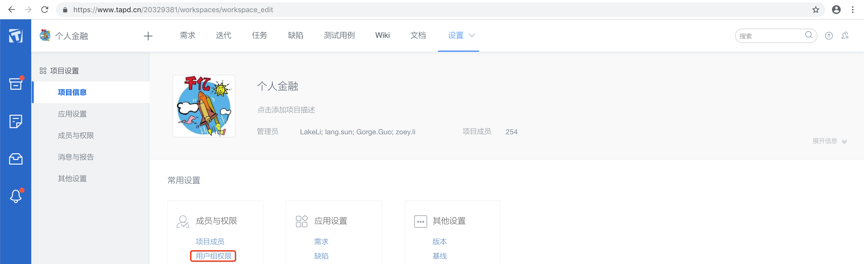 https://www.tapd.cn/20329381/workspaces/workspace_edit
个人金融
需求
迭代
任务
缺陷
测试用例
Wiki
文档
设置
搜索
项目设置
项目信息
应用设置
成员与权限
消息与报告
其他设置
千亿
个人金融
点击添加项目描述
管理员 LakeLi; lang.sun; Gorge.Guo; zoey.li
项目成员 254
展开信息
常用设置
成员与权限
项目成员
用户组权限
应用设置
需求
缺陷
其他设置
版本
基线